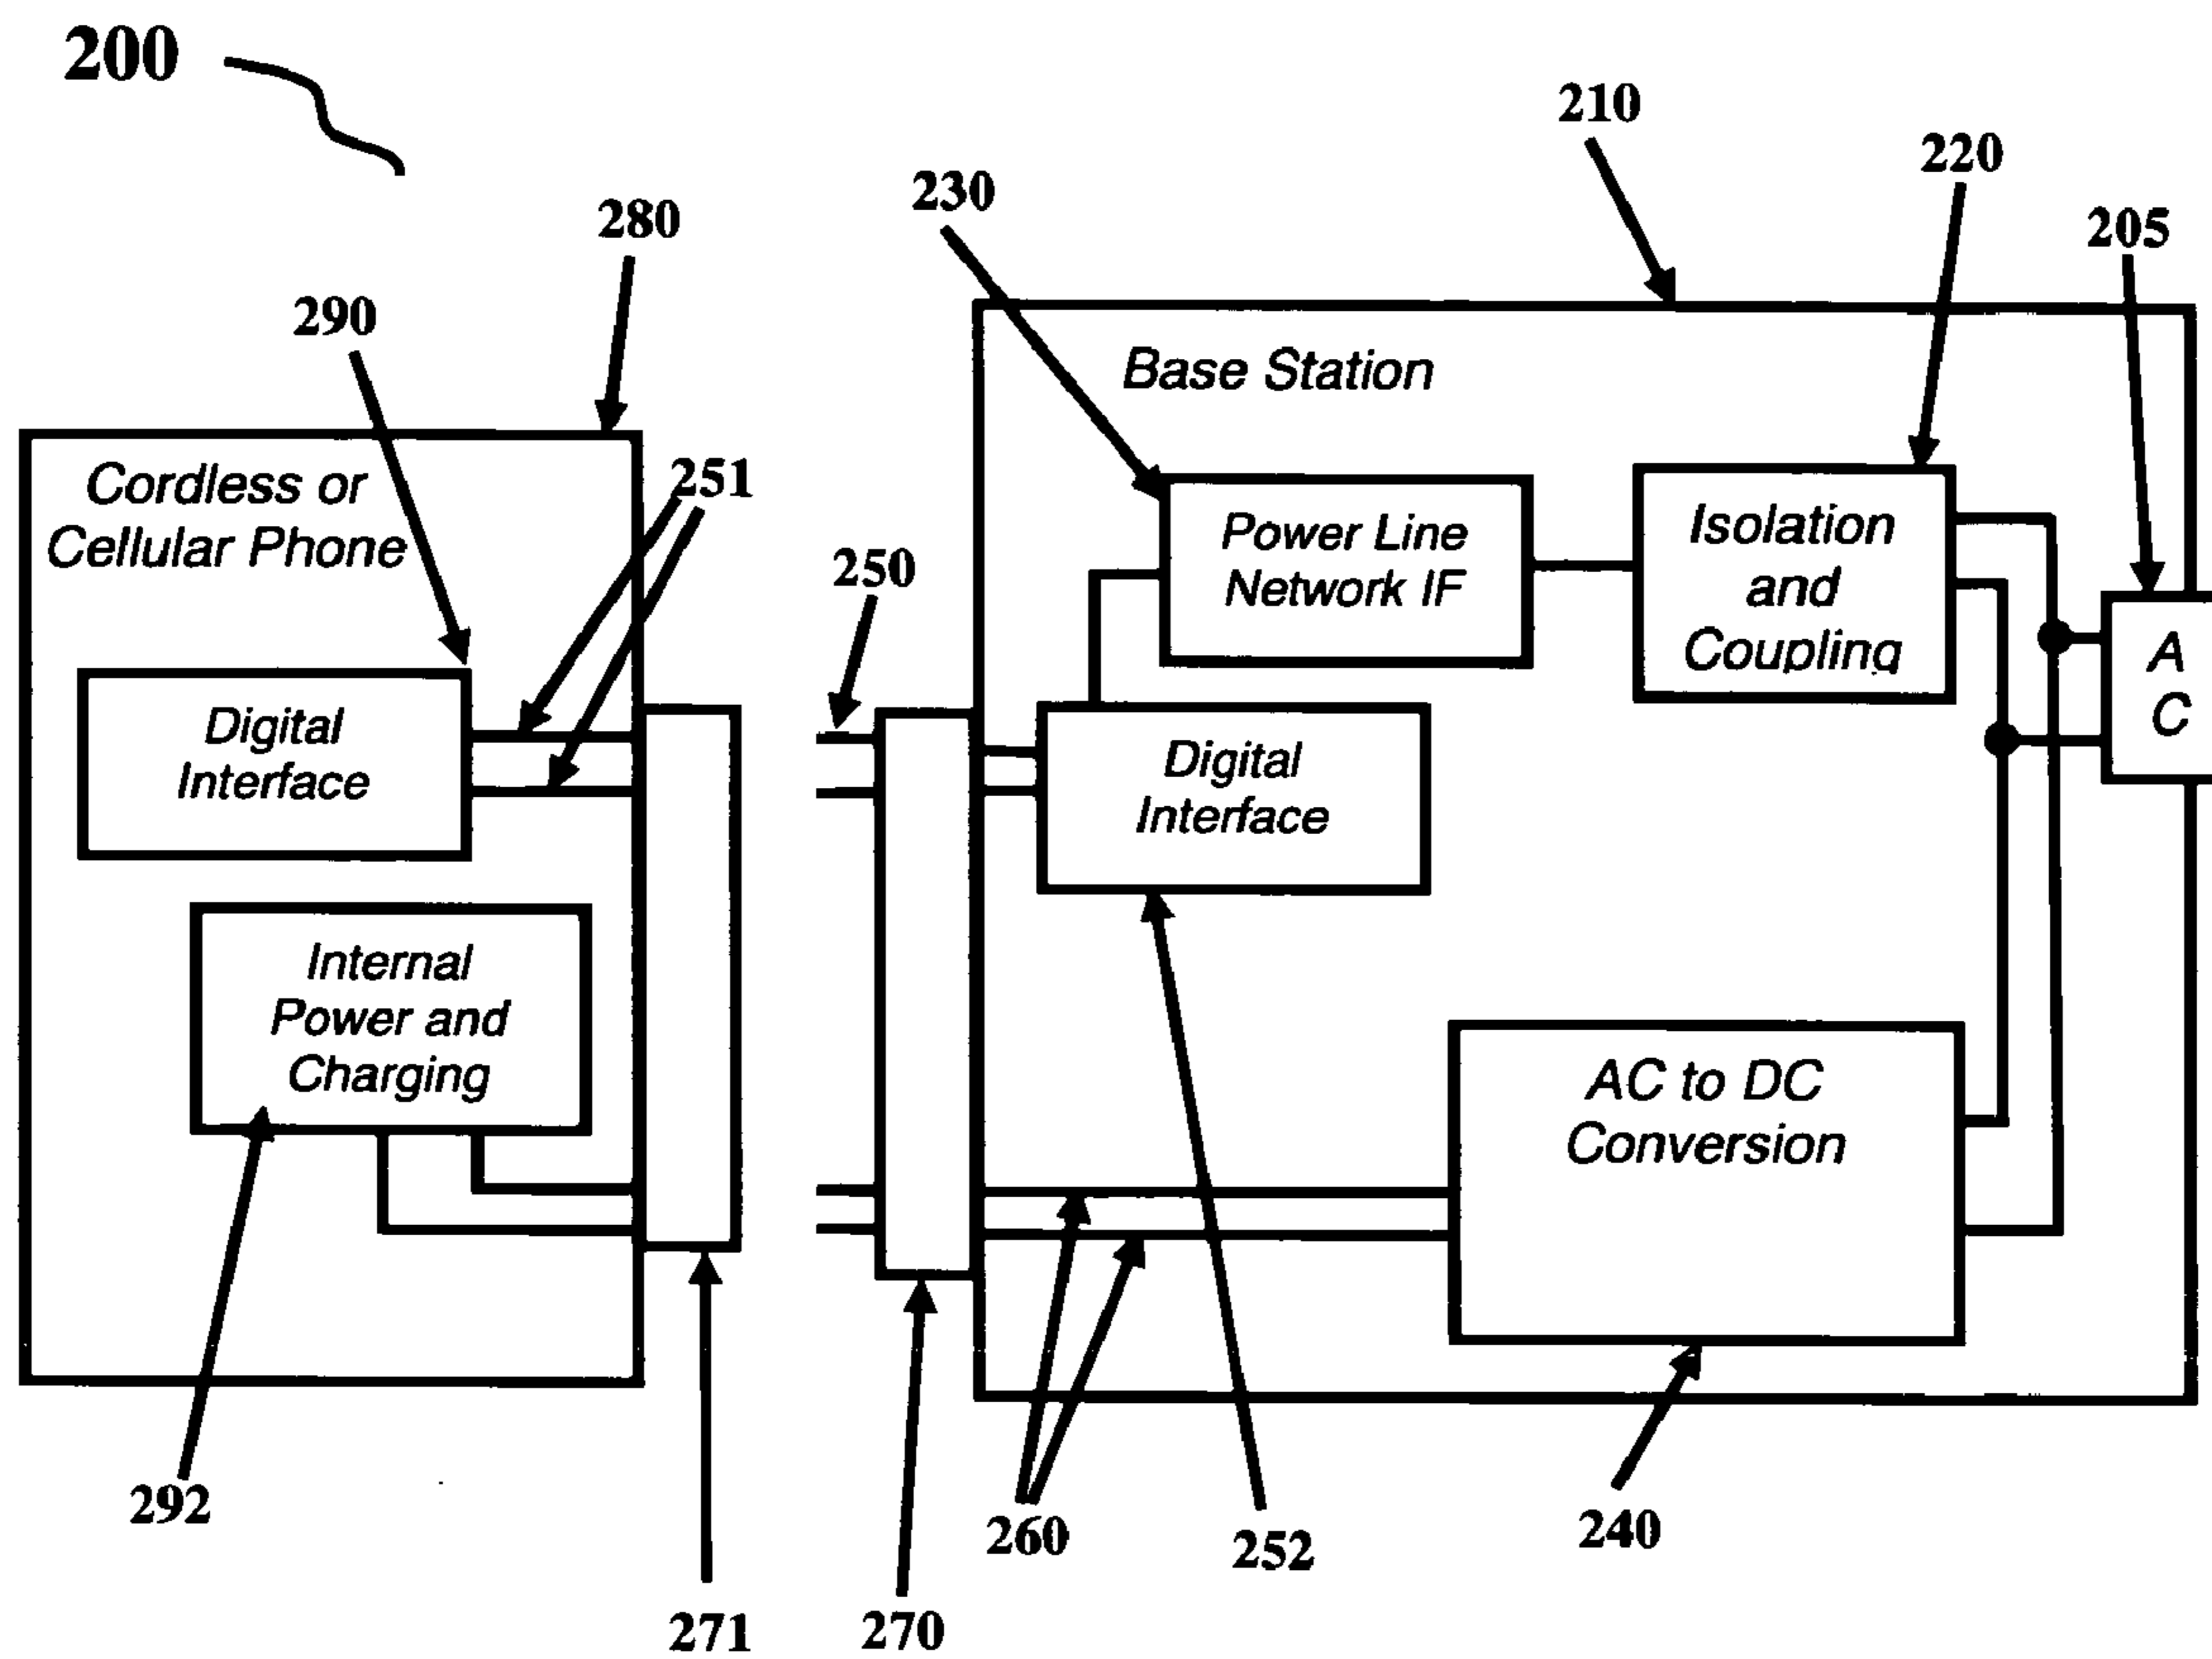 200
210
220
230
205
280
290
Base Station
Cordless or
Cellular Phone
251
250
Power Line
Network IF
Isolation
and
Coupling
A
C
Digital
Interface
Digital
Interface
Internal
Power and
Charging
AC to DC
Conversion
292
260
252
240
271
270